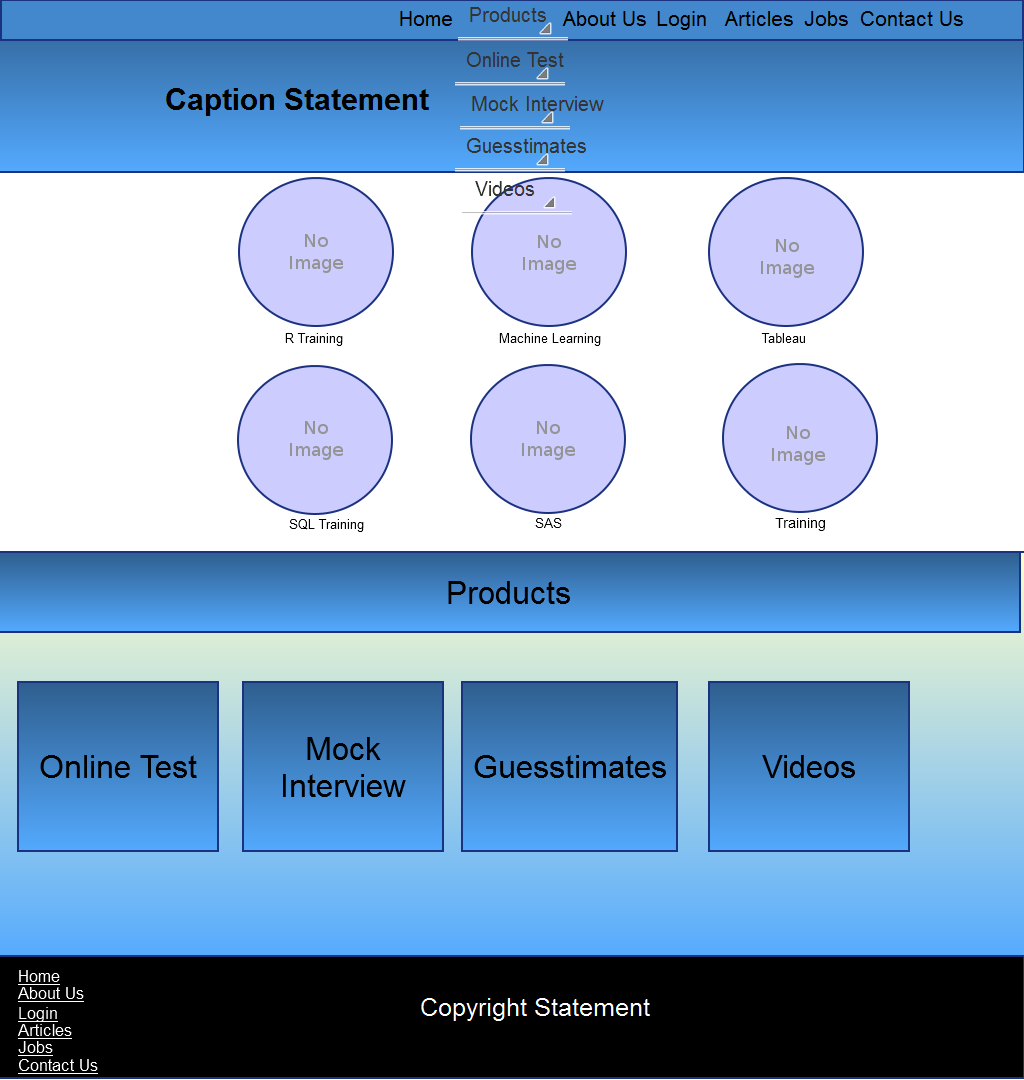 Home Products About Us Login Articles Jobs Contact Us
Online Test
Caption Statement
Mock Interview
Guesstimates
Videos
No
Image
No
Image
No
Image
R Training
Machine Learning
Tableau
No
Image
No
Image
No
Image
SQL Training
SAS
Training
Products
Online Test
Mock
Interview
Guesstimates
Videos
Home
About Us
Login
Articles
Jobs
Contact Us
Copyright Statement